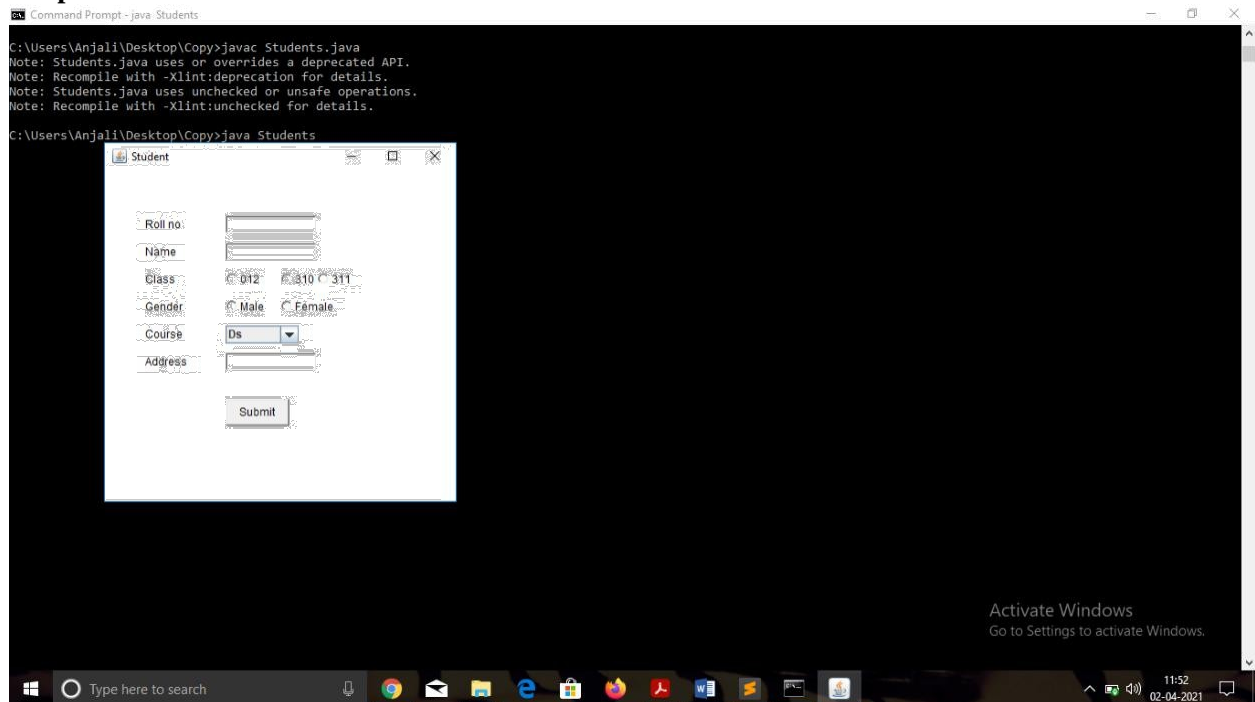 Command Prompt - java Students
C:\Users\Anjali\Desktop\Copy>javac Students.java
Note: Students.java uses or overrides a deprecated API.
Note: Recompile with -Xlint:deprecation for details.
Note: Students.java uses unchecked or unsafe operations.
Note: Recompile with -Xlint:unchecked for details.
C:\Users\Anjali\Desktop\Copy>java Students
Student
Roll no
Name
Class 012 310 311
Gender Male Female
Course Ds
Address
Submit
Activate Windows
Go to Settings to activate Windows.
Type here to search
11:52
02-04-2021